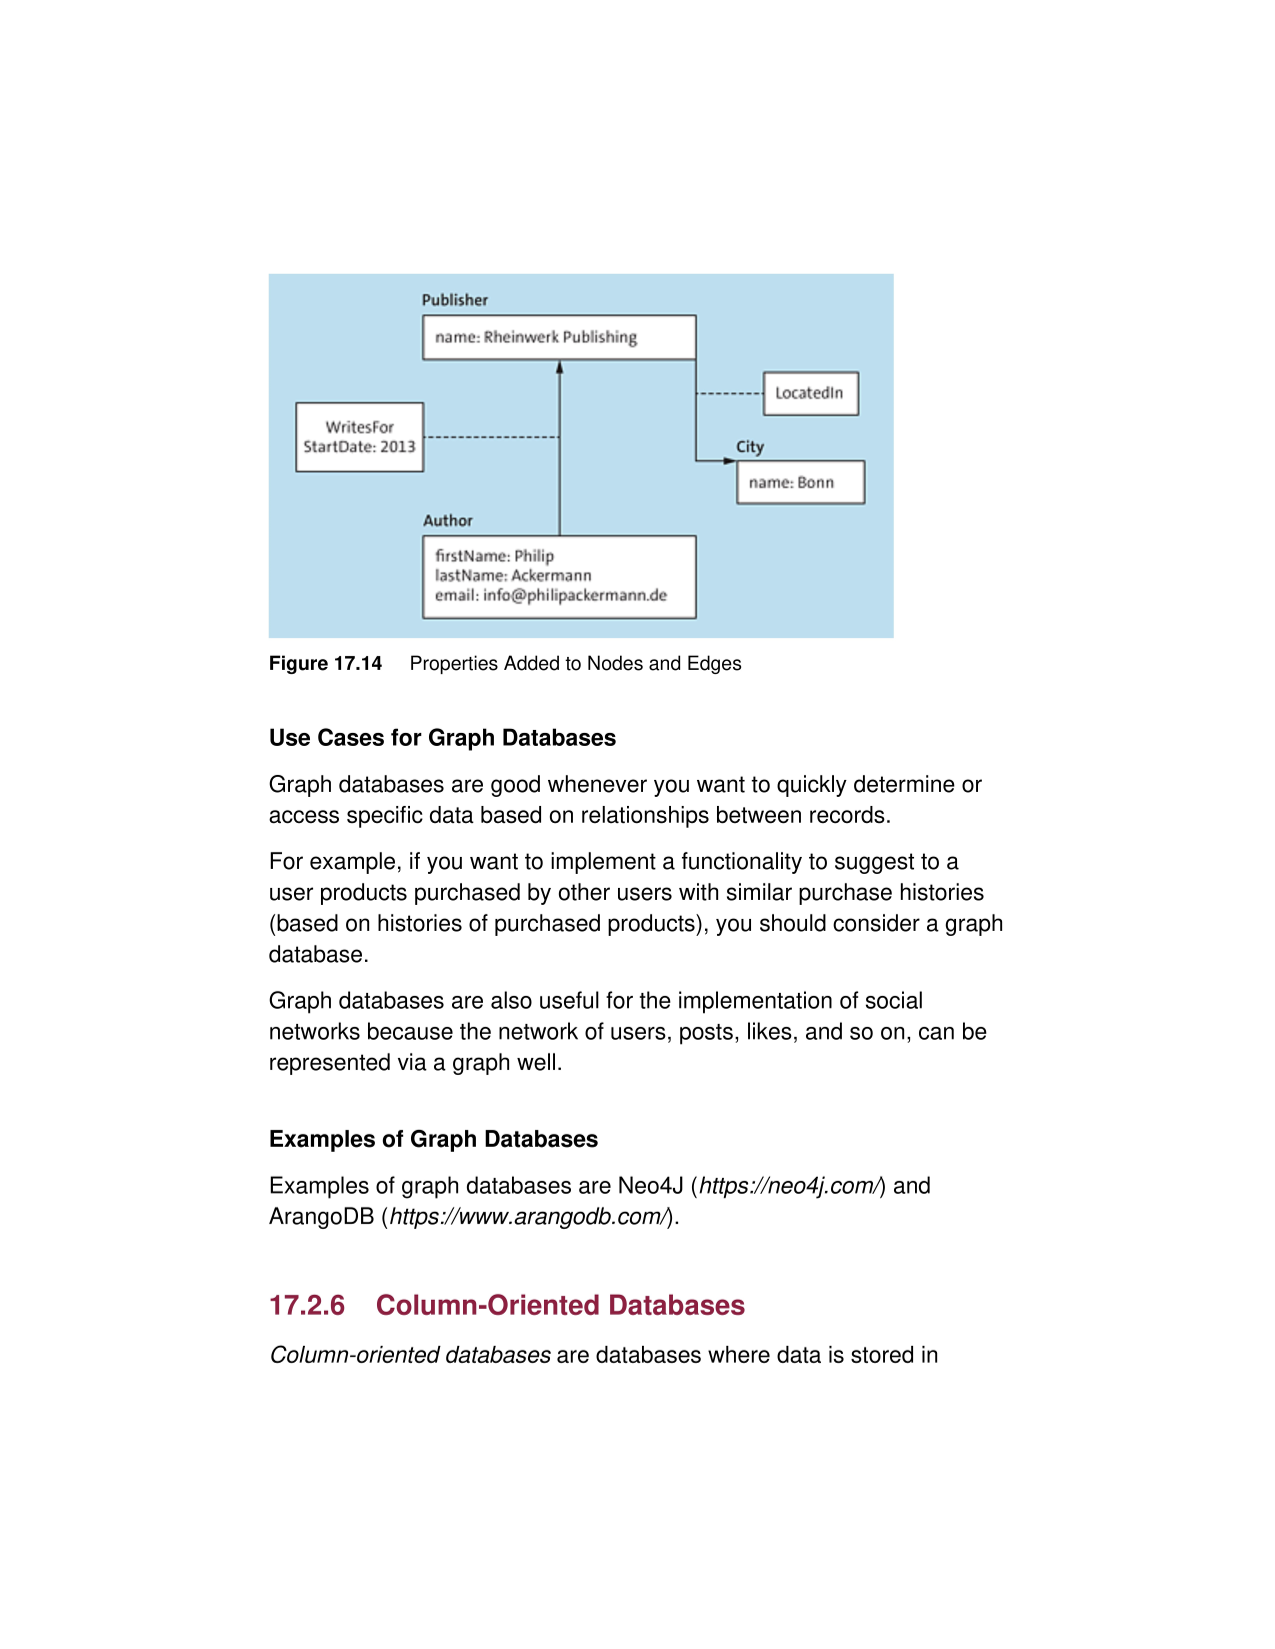 Publisher
name: Rheinwerk Publishing
LocatedIn
WritesFor
StartDate: 2013
City
name: Bonn
Author
firstName: Philip
lastName: Ackermann
email: info@philipackermann.de
Figure 17.14 Properties Added to Nodes and Edges
Use Cases for Graph Databases
Graph databases are good whenever you want to quickly determine or
access specific data based on relationships between records.
For example, if you want to implement a functionality to suggest to a
user products purchased by other users with similar purchase histories
(based on histories of purchased products), you should consider a graph
database.
Graph databases are also useful for the implementation of social
networks because the network of users, posts, likes, and so on, can be
represented via a graph well.
Examples of Graph Databases
Examples of graph databases are Neo4J (https://neo4j.com/) and
ArangoDB (https://www.arangodb.com/).
17.2.6 Column-Oriented Databases
Column-oriented databases are databases where data is stored in